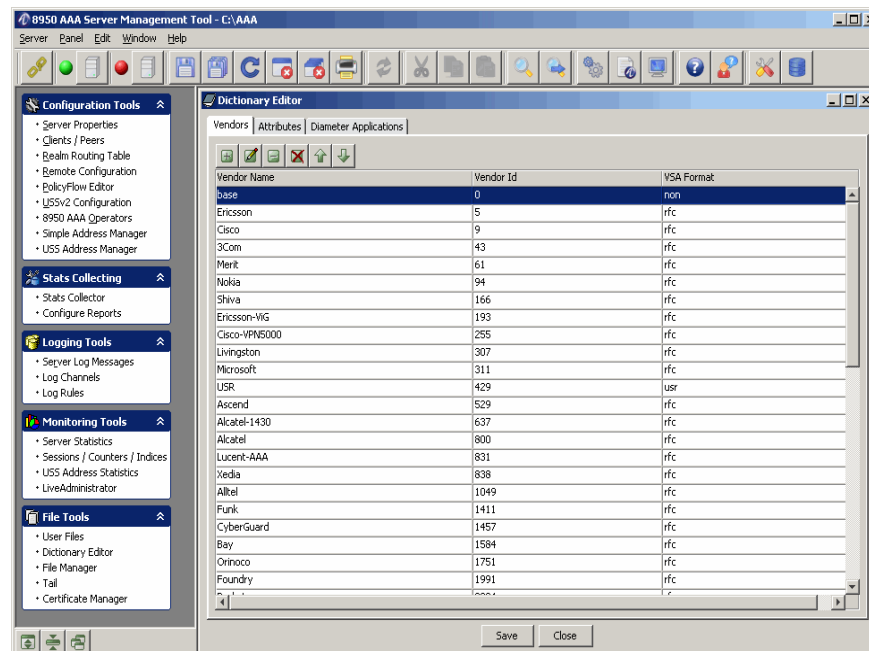 8950 AAA Server Management Tool - C:\AAA
Server Panel Edit Window Help
Configuration Tools
Server Properties
Clients / Peers
Realm Routing Table
Remote Configuration
PolicyFlow Editor
USSv2 Configuration
8950 AAA Operators
Simple Address Manager
USS Address Manager
Stats Collecting
Stats Collector
Configure Reports
Logging Tools
Server Log Messages
Log Channels
Log Rules
Monitoring Tools
Server Statistics
Sessions / Counters / Indices
USS Address Statistics
LiveAdministrator
File Tools
User Files
Dictionary Editor
File Manager
Tail
Certificate Manager
Dictionary Editor
Vendors Attributes Diameter Applications
Vendor Name Vendor Id VSA Format
base 0 non
Ericsson 5 rfc
Cisco 9 rfc
3Com 43 rfc
Merit 61 rfc
Nokia 94 rfc
Shiva 166 rfc
Ericsson-ViG 193 rfc
Cisco-VPN5000 255 rfc
Livingston 307 rfc
Microsoft 311 rfc
USR 429 usr
Ascend 529 rfc
Alcatel-1430 637 rfc
Alcatel 800 rfc
Lucent-AAA 831 rfc
Xedia 838 rfc
Alltel 1049 rfc
Funk 1411 rfc
CyberGuard 1457 rfc
Bay 1584 rfc
Orinoco 1751 rfc
Foundry 1991 rfc
Save Close